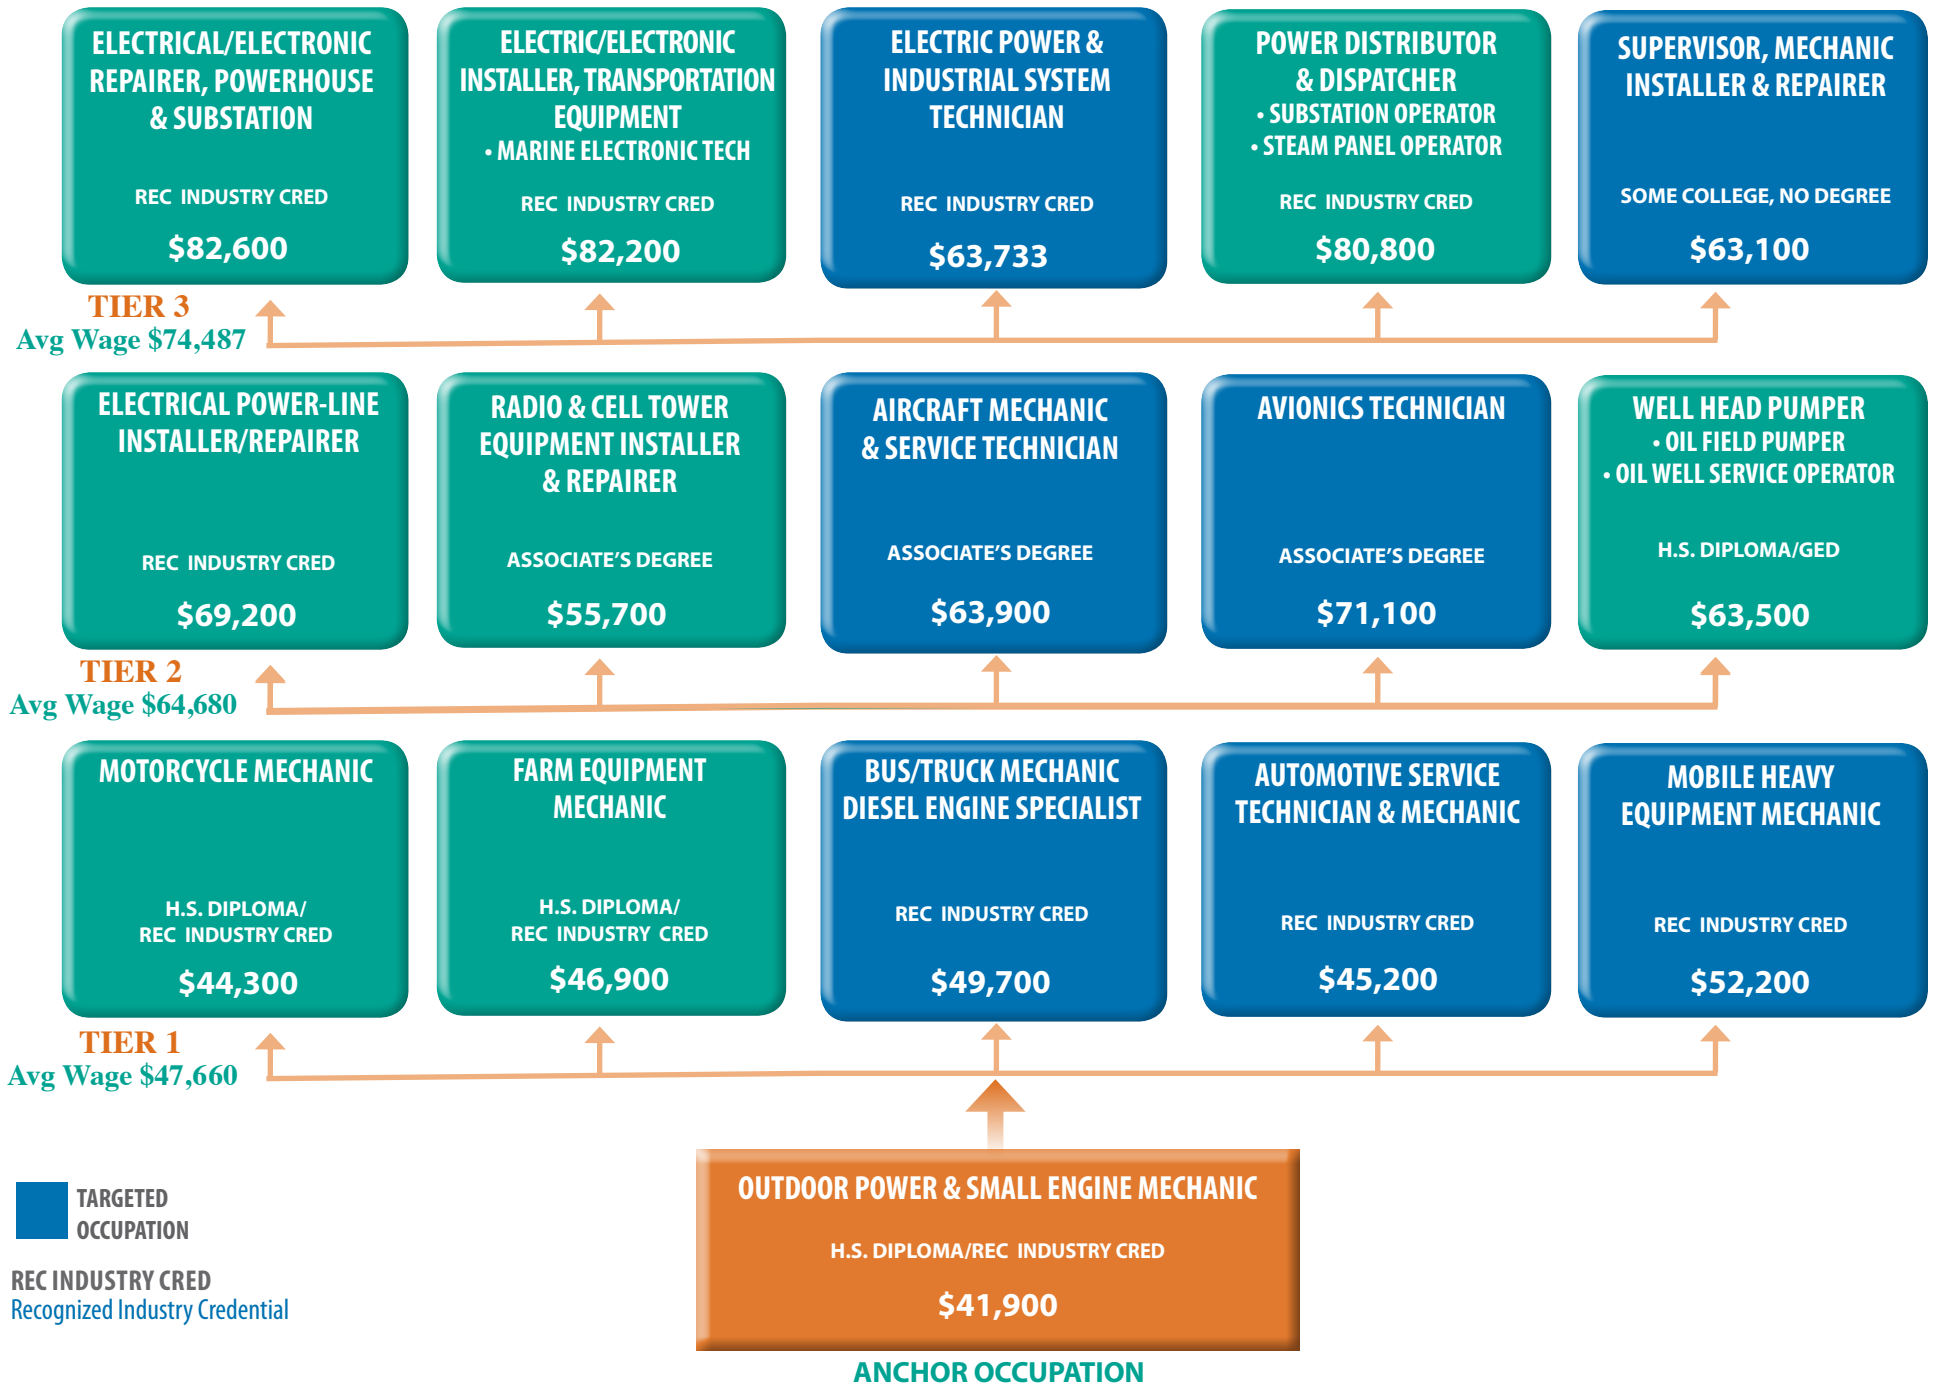 ELECTRICAL/ELECTRONIC
REPAIRER, POWERHOUSE
& SUBSTATION
REC INDUSTRY CRED
$82,600
ELECTRIC/ELECTRONIC
INSTALLER, TRANSPORTATION
EQUIPMENT
• MARINE ELECTRONIC TECH
REC INDUSTRY CRED
$82,200
ELECTRIC POWER &
INDUSTRIAL SYSTEM
TECHNICIAN
REC INDUSTRY CRED
$63,733
POWER DISTRIBUTOR
& DISPATCHER
• SUBSTATION OPERATOR
• STEAM PANEL OPERATOR
REC INDUSTRY CRED
$80,800
SUPERVISOR, MECHANIC
INSTALLER & REPAIRER
SOME COLLEGE, NO DEGREE
$63,100
TIER 3
Avg Wage $74,487
ELECTRICAL POWER-LINE
INSTALLER/REPAIRER
REC INDUSTRY CRED
$69,200
RADIO & CELL TOWER
EQUIPMENT INSTALLER
& REPAIRER
ASSOCIATE'S DEGREE
$55,700
AIRCRAFT MECHANIC
& SERVICE TECHNICIAN
ASSOCIATE'S DEGREE
$63,900
AVIONICS TECHNICIAN
ASSOCIATE'S DEGREE
$71,100
WELL HEAD PUMPER
• OIL FIELD PUMPER
• OIL WELL SERVICE OPERATOR
H.S. DIPLOMA/GED
$63,500
TIER 2
Avg Wage $64,680
MOTORCYCLE MECHANIC
H.S. DIPLOMA/
REC INDUSTRY CRED
$44,300
FARM EQUIPMENT
MECHANIC
H.S. DIPLOMA/
REC INDUSTRY CRED
$46,900
BUS/TRUCK MECHANIC
DIESEL ENGINE SPECIALIST
REC INDUSTRY CRED
$49,700
AUTOMOTIVE SERVICE
TECHNICIAN & MECHANIC
REC INDUSTRY CRED
$45,200
MOBILE HEAVY
EQUIPMENT MECHANIC
REC INDUSTRY CRED
$52,200
TIER 1
Avg Wage $47,660
OUTDOOR POWER & SMALL ENGINE MECHANIC
H.S. DIPLOMA/REC INDUSTRY CRED
$41,900
ANCHOR OCCUPATION
TARGETED
OCCUPATION
REC INDUSTRY CRED
Recognized Industry Credential